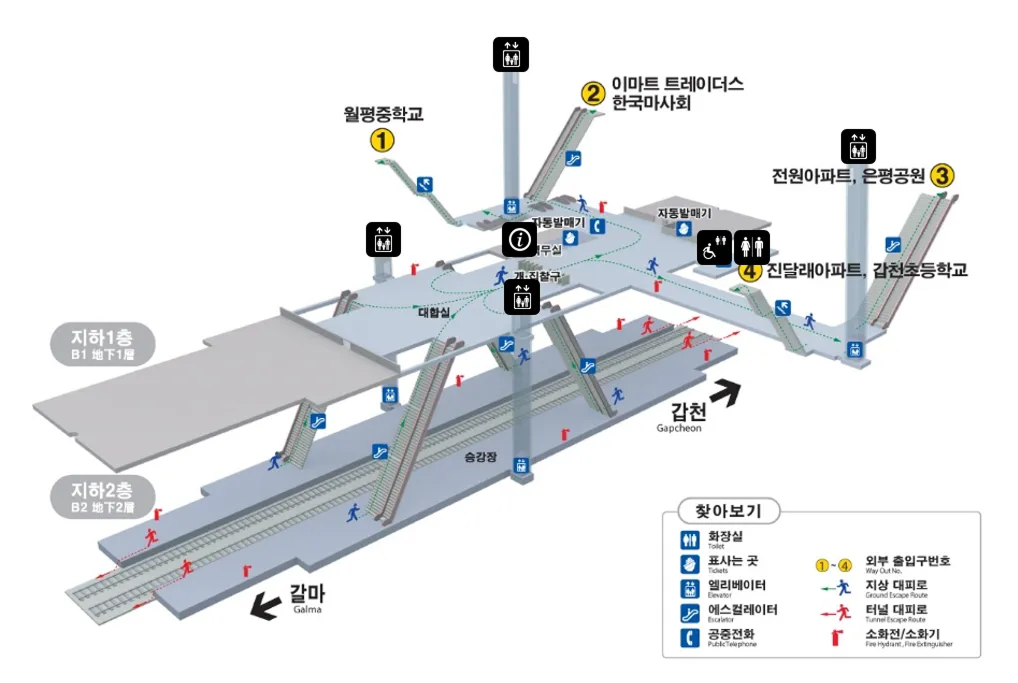 이마트 트레이더스
한국마사회
2
월평중학교
1
전원아파트, 은평공원 3
자동발매기
자동발매기
역무실
개·집찰구
4 진달래아파트, 갑천초등학교
대합실
지하1층
B1 地下1層
갑천
Gapcheon
승강장
지하2층
B2 地下2層
갈마
Galma
찾아보기
화장실
Toilet
표사는 곳
Tickets
엘리베이터
Elevator
에스컬레이터
Escalator
공중전화
Public Telephone
1 ~ 4 외부 출입구번호
Way Out No.
지상 대피로
Ground Escape Route
터널 대피로
Tunnel Escape Route
소화전/소화기
Fire Hydrant, Fire Extinguisher